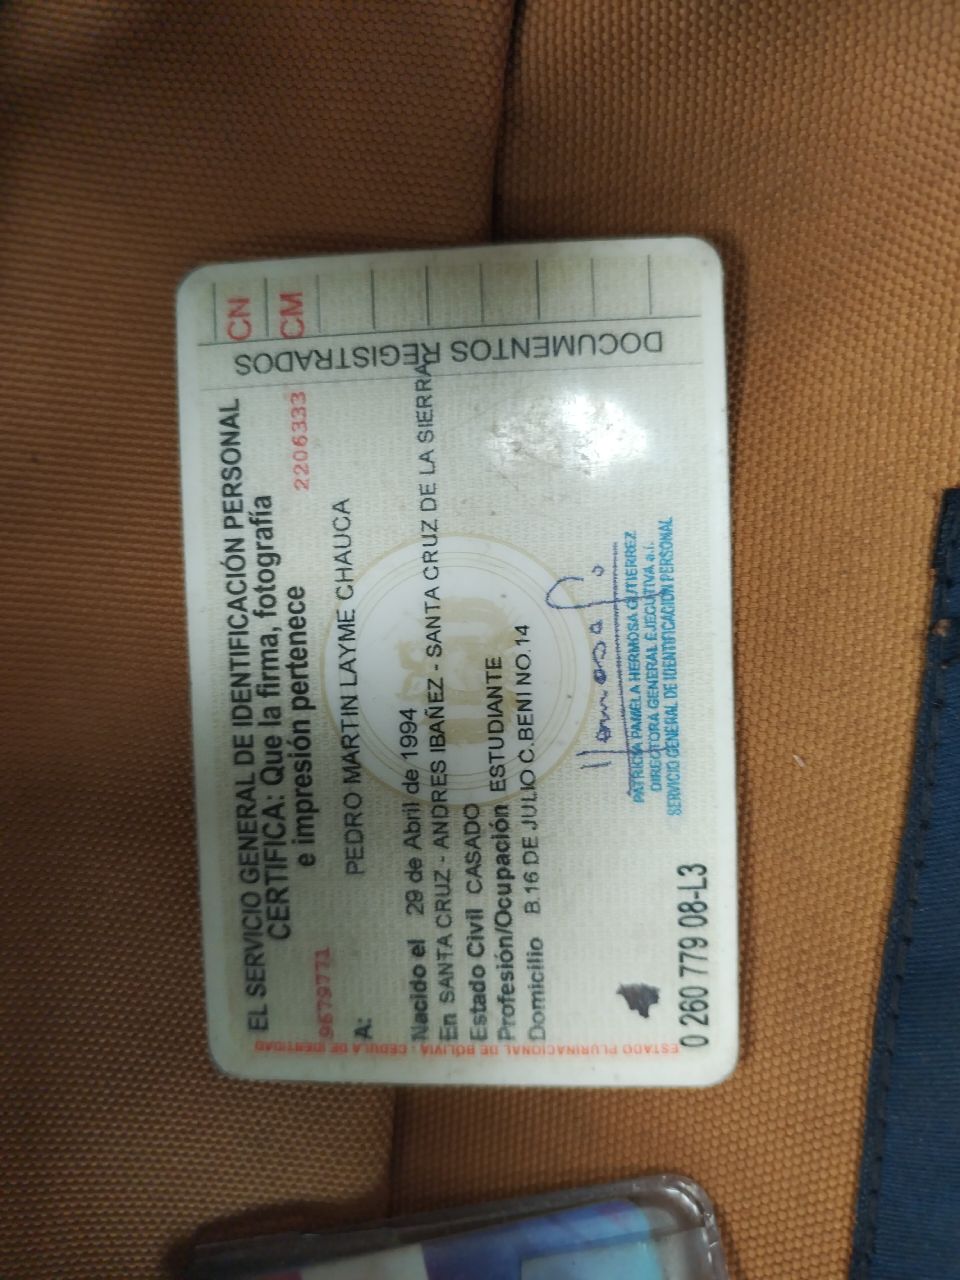 EL SERVICIO GENERAL DE IDENTIFICACIÓN PERSONAL
CERTIFICA: Que la firma, fotografía
e impresión pertenece
9679771
2206333
A: PEDRO MARTIN LAYME CHAUCA
Nacido el 29 de Abril de 1994
En SANTA CRUZ - ANDRES IBAÑEZ - SANTA CRUZ DE LA SIERRA
Estado Civil CASADO
Profesión/Ocupación ESTUDIANTE
Domicilio B.16 DE JULIO C.BENI NO.14
PATRICIA PAMELA HERMOSA GUTIERREZ
DIRECTORA GENERAL EJECUTIVA a.i.
SERVICIO GENERAL DE IDENTIFICACIÓN PERSONAL
0 260 779 08-L3
ESTADO PLURINACIONAL DE BOLIVIA - CEDULA DE IDENTIDAD
DOCUMENTOS REGISTRADOS
CN
CM